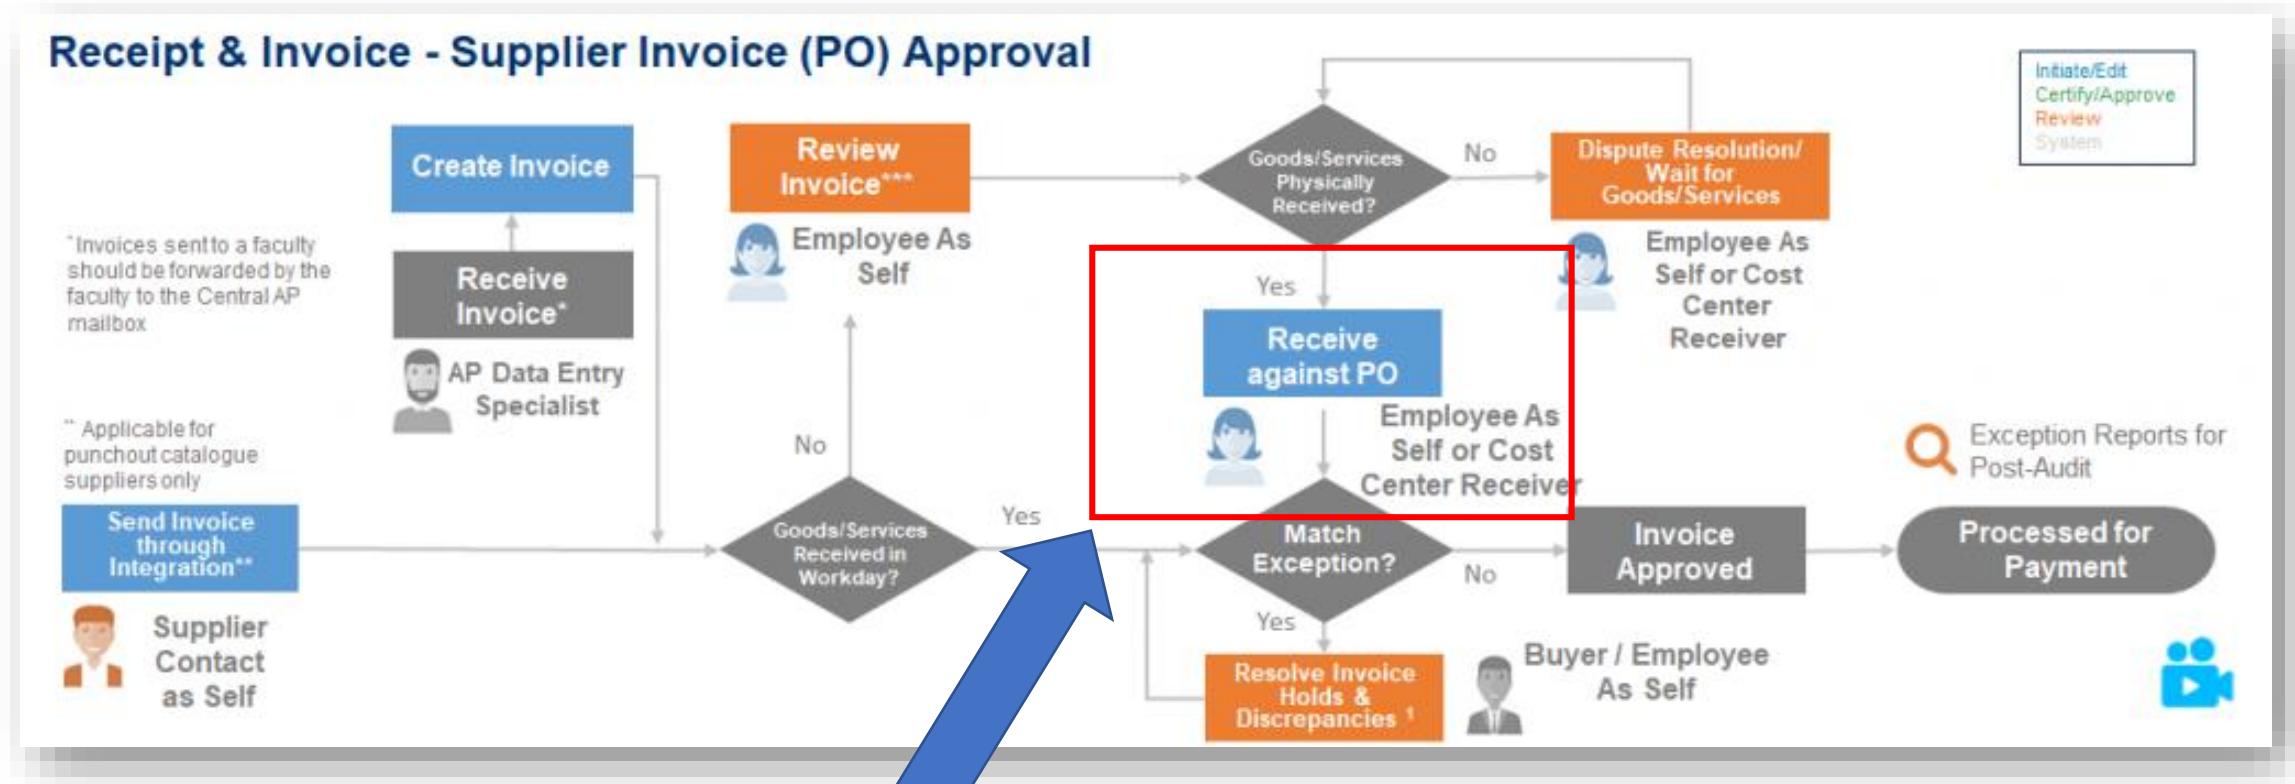 Receipt & Invoice - Supplier Invoice (PO) Approval
Initiate/Edit
Certify/Approve
Review
System
Create Invoice
Review
Invoice***
Goods/Services
Physically
Received?
No
Dispute Resolution/
Wait for
Goods/Services
*Invoices sent to a faculty
should be forwarded by the
faculty to the Central AP
mailbox
Receive
Invoice*
Employee As
Self
Employee As
Self or Cost
Center
Receiver
Yes
Receive
against PO
AP Data Entry
Specialist
Employee As
Self or Cost
Center Receiver
** Applicable for
punchout catalogue
suppliers only
No
Exception Reports for
Post-Audit
Send Invoice
through
Integration**
Goods/Services
Received in
Workday?
Yes
Match
Exception?
No
Invoice
Approved
Processed for
Payment
Supplier
Contact
as Self
Yes
Resolve Invoice
Holds &
Discrepancies ¹
Buyer / Employee
As Self